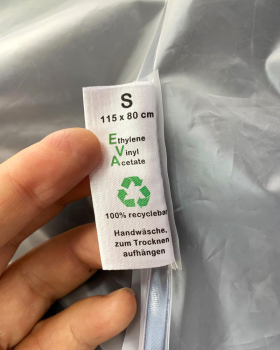 S
115 x 80 cm
Ethylene
Vinyl
Acetate
100% recyclebar
Handwäsche,
zum Trocknen
aufhängen